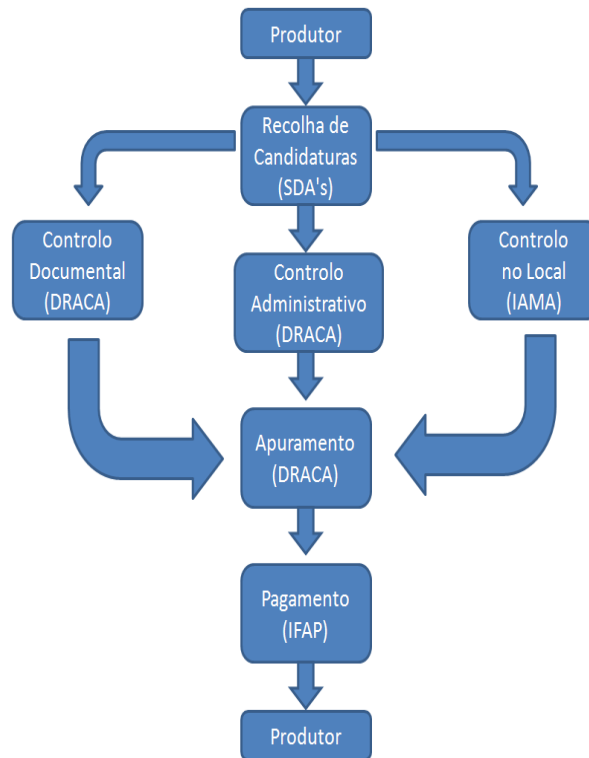 Produtor
Recolha de
Candidaturas
(SDA's)
Controlo
Documental
(DRACA)
Controlo
Administrativo
(DRACA)
Controlo
no Local
(IAMA)
Apuramento
(DRACA)
Pagamento
(IFAP)
Produtor